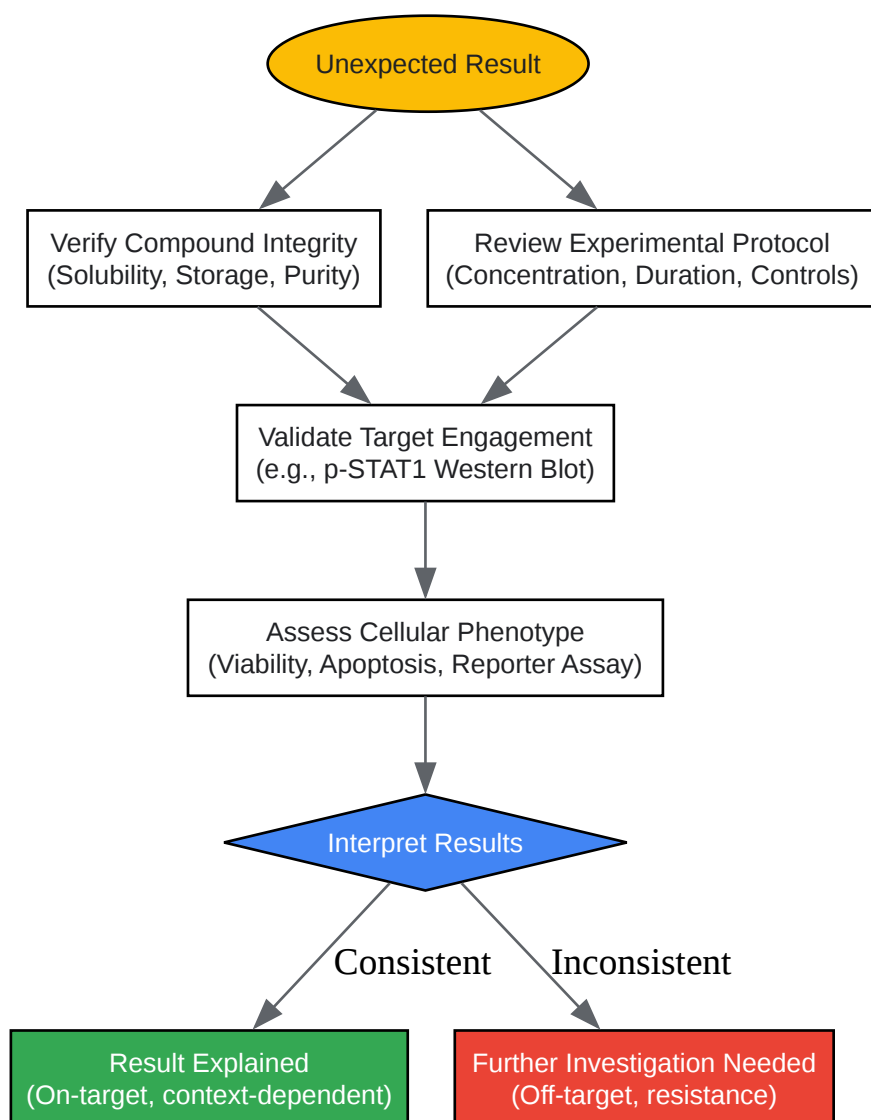 Unexpected Result
Verify Compound Integrity
(Solubility, Storage, Purity)
Review Experimental Protocol
(Concentration, Duration, Controls)
Validate Target Engagement
(e.g., p-STAT1 Western Blot)
Assess Cellular Phenotype
(Viability, Apoptosis, Reporter Assay)
Interpret Results
Consistent
Inconsistent
Result Explained
(On-target, context-dependent)
Further Investigation Needed
(Off-target, resistance)